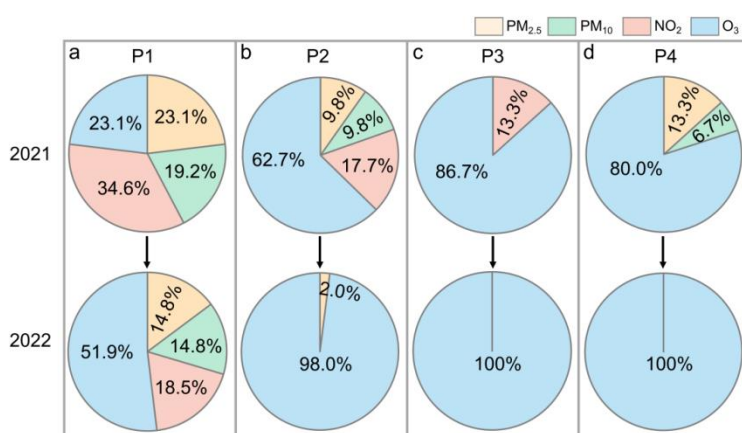 PM2.5 PM10 NO2 O3
a P1 b P2 c P3 d P4
2021
23.1% 23.1% 19.2% 34.6%
9.8% 9.8% 17.7% 62.7%
13.3% 86.7%
13.3% 6.7% 80.0%
2022
14.8% 14.8% 18.5% 51.9%
2.0% 98.0%
100%
100%